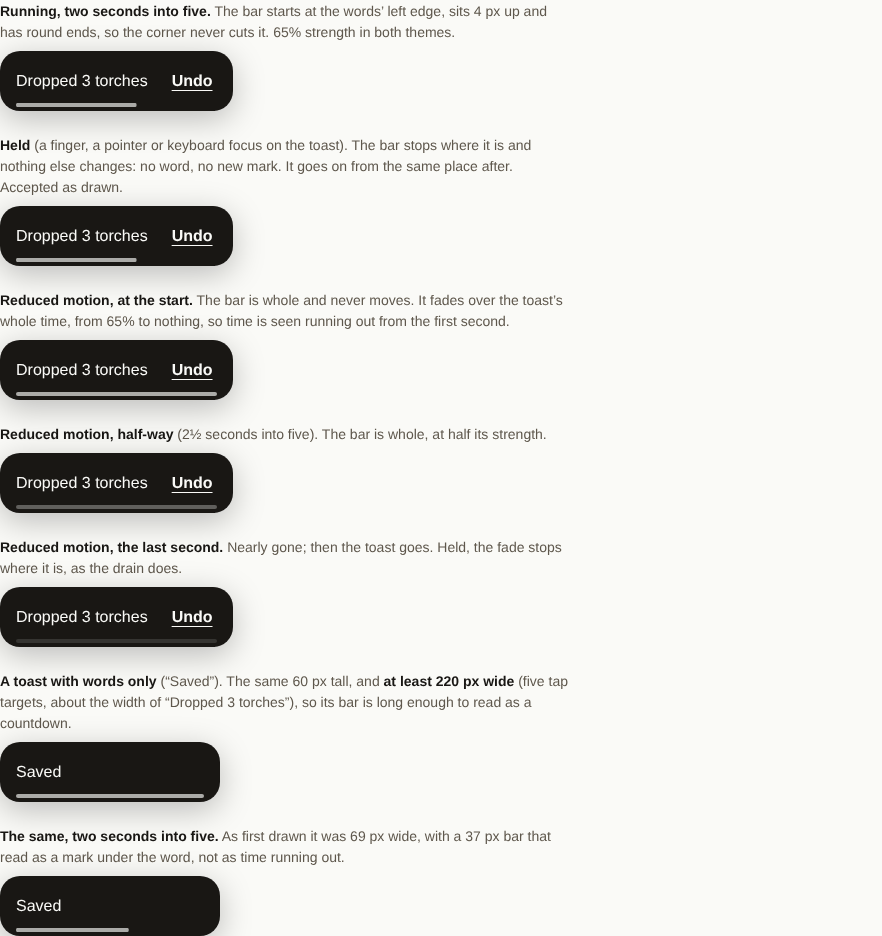 Running, two seconds into five. The bar starts at the words’ left edge, sits 4 px up and
has round ends, so the corner never cuts it. 65% strength in both themes.
Dropped 3 torches Undo
Held (a finger, a pointer or keyboard focus on the toast). The bar stops where it is and
nothing else changes: no word, no new mark. It goes on from the same place after.
Accepted as drawn.
Dropped 3 torches Undo
Reduced motion, at the start. The bar is whole and never moves. It fades over the toast’s
whole time, from 65% to nothing, so time is seen running out from the first second.
Dropped 3 torches Undo
Reduced motion, half-way (2½ seconds into five). The bar is whole, at half its strength.
Dropped 3 torches Undo
Reduced motion, the last second. Nearly gone; then the toast goes. Held, the fade stops
where it is, as the drain does.
Dropped 3 torches Undo
A toast with words only (“Saved”). The same 60 px tall, and at least 220 px wide (five tap
targets, about the width of “Dropped 3 torches”), so its bar is long enough to read as a
countdown.
Saved
The same, two seconds into five. As first drawn it was 69 px wide, with a 37 px bar that
read as a mark under the word, not as time running out.
Saved